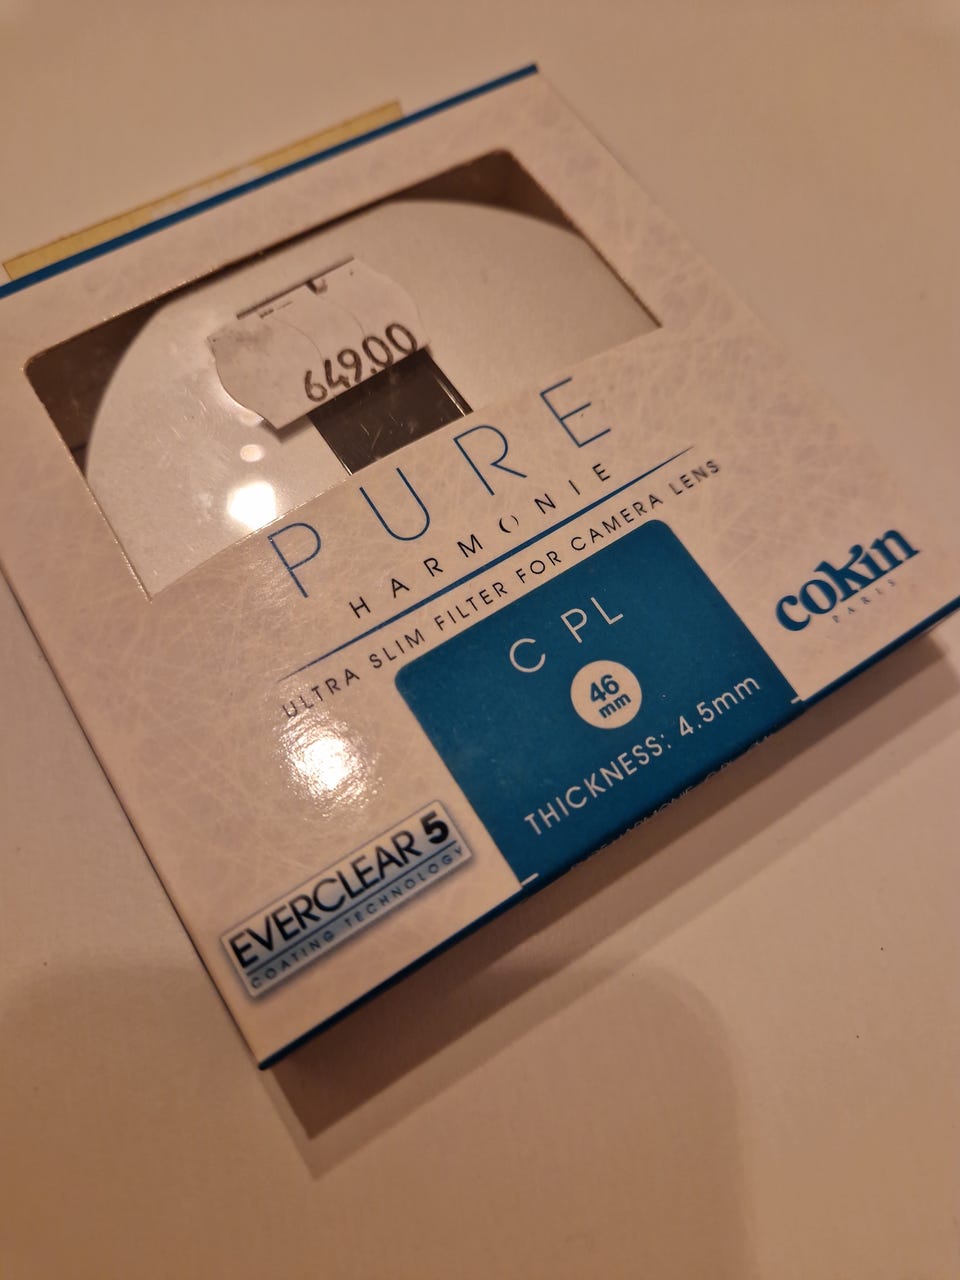 649,00
PURE
HARMONIE
ULTRA SLIM FILTER FOR CAMERA LENS
cokin
PARIS
C PL
46
mm
THICKNESS: 4.5mm
EVERCLEAR 5
COATING TECHNOLOGY